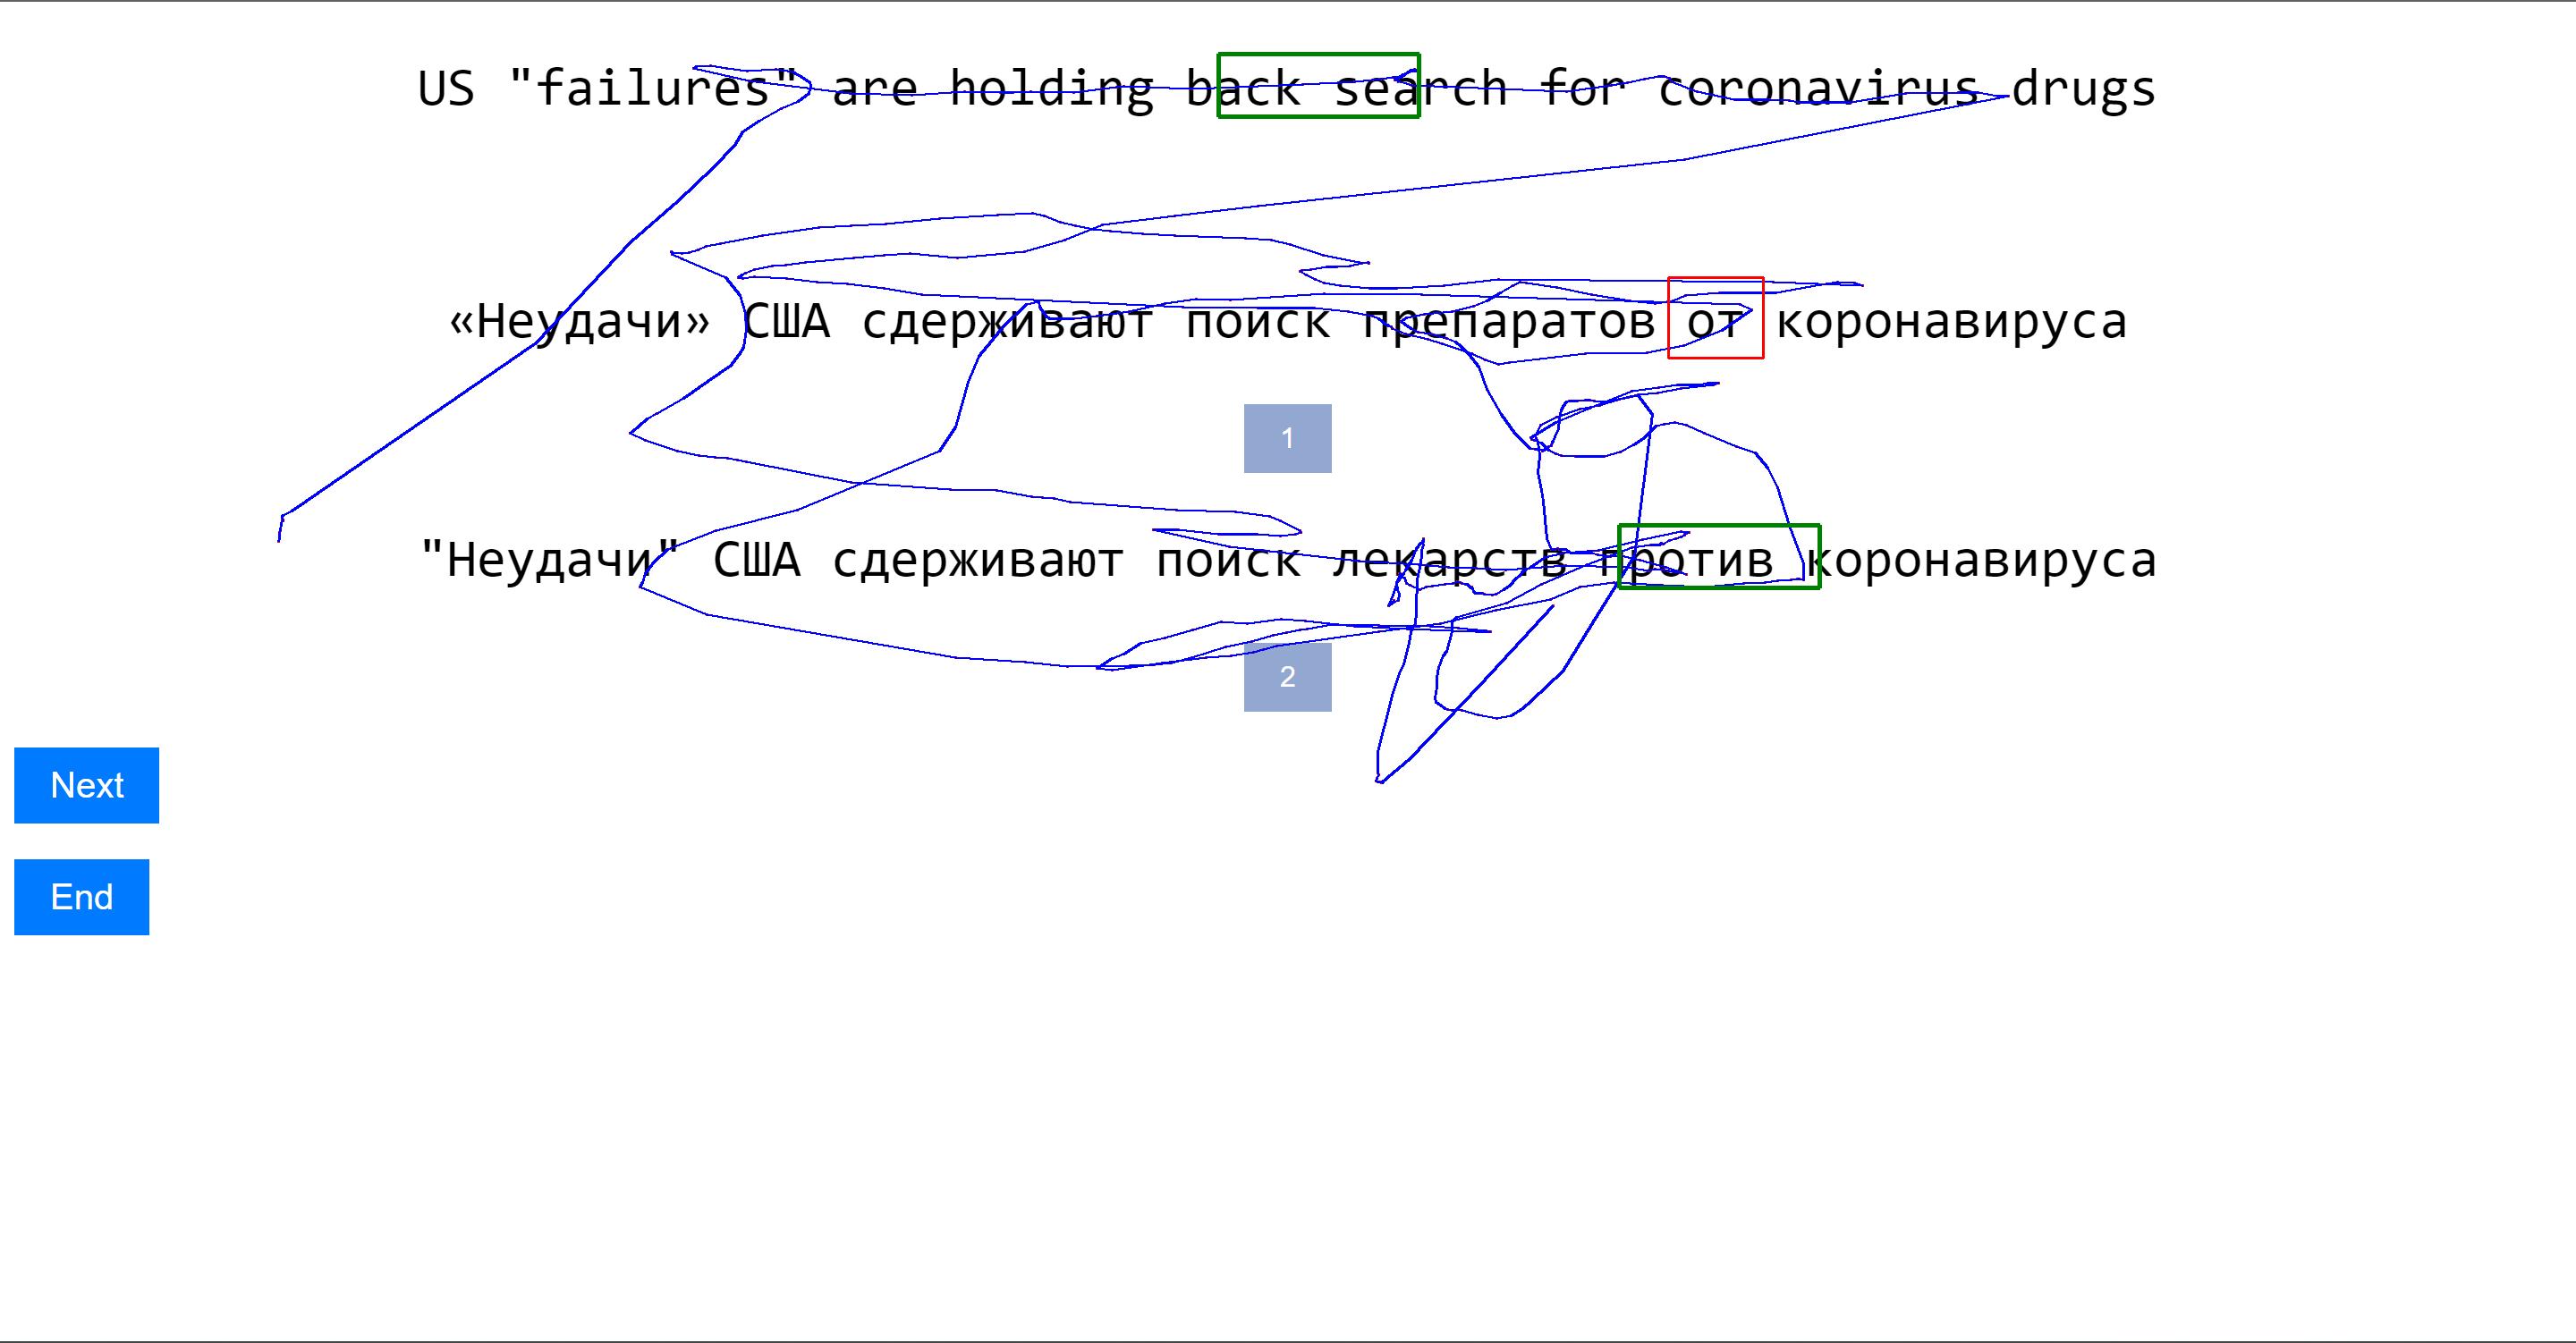 US "failures" are holding back search for coronavirus drugs
«Неудачи» США сдерживают поиск препаратов от коронавируса
1
"Неудачи" США сдерживают поиск лекарств против коронавируса
2
Next
End